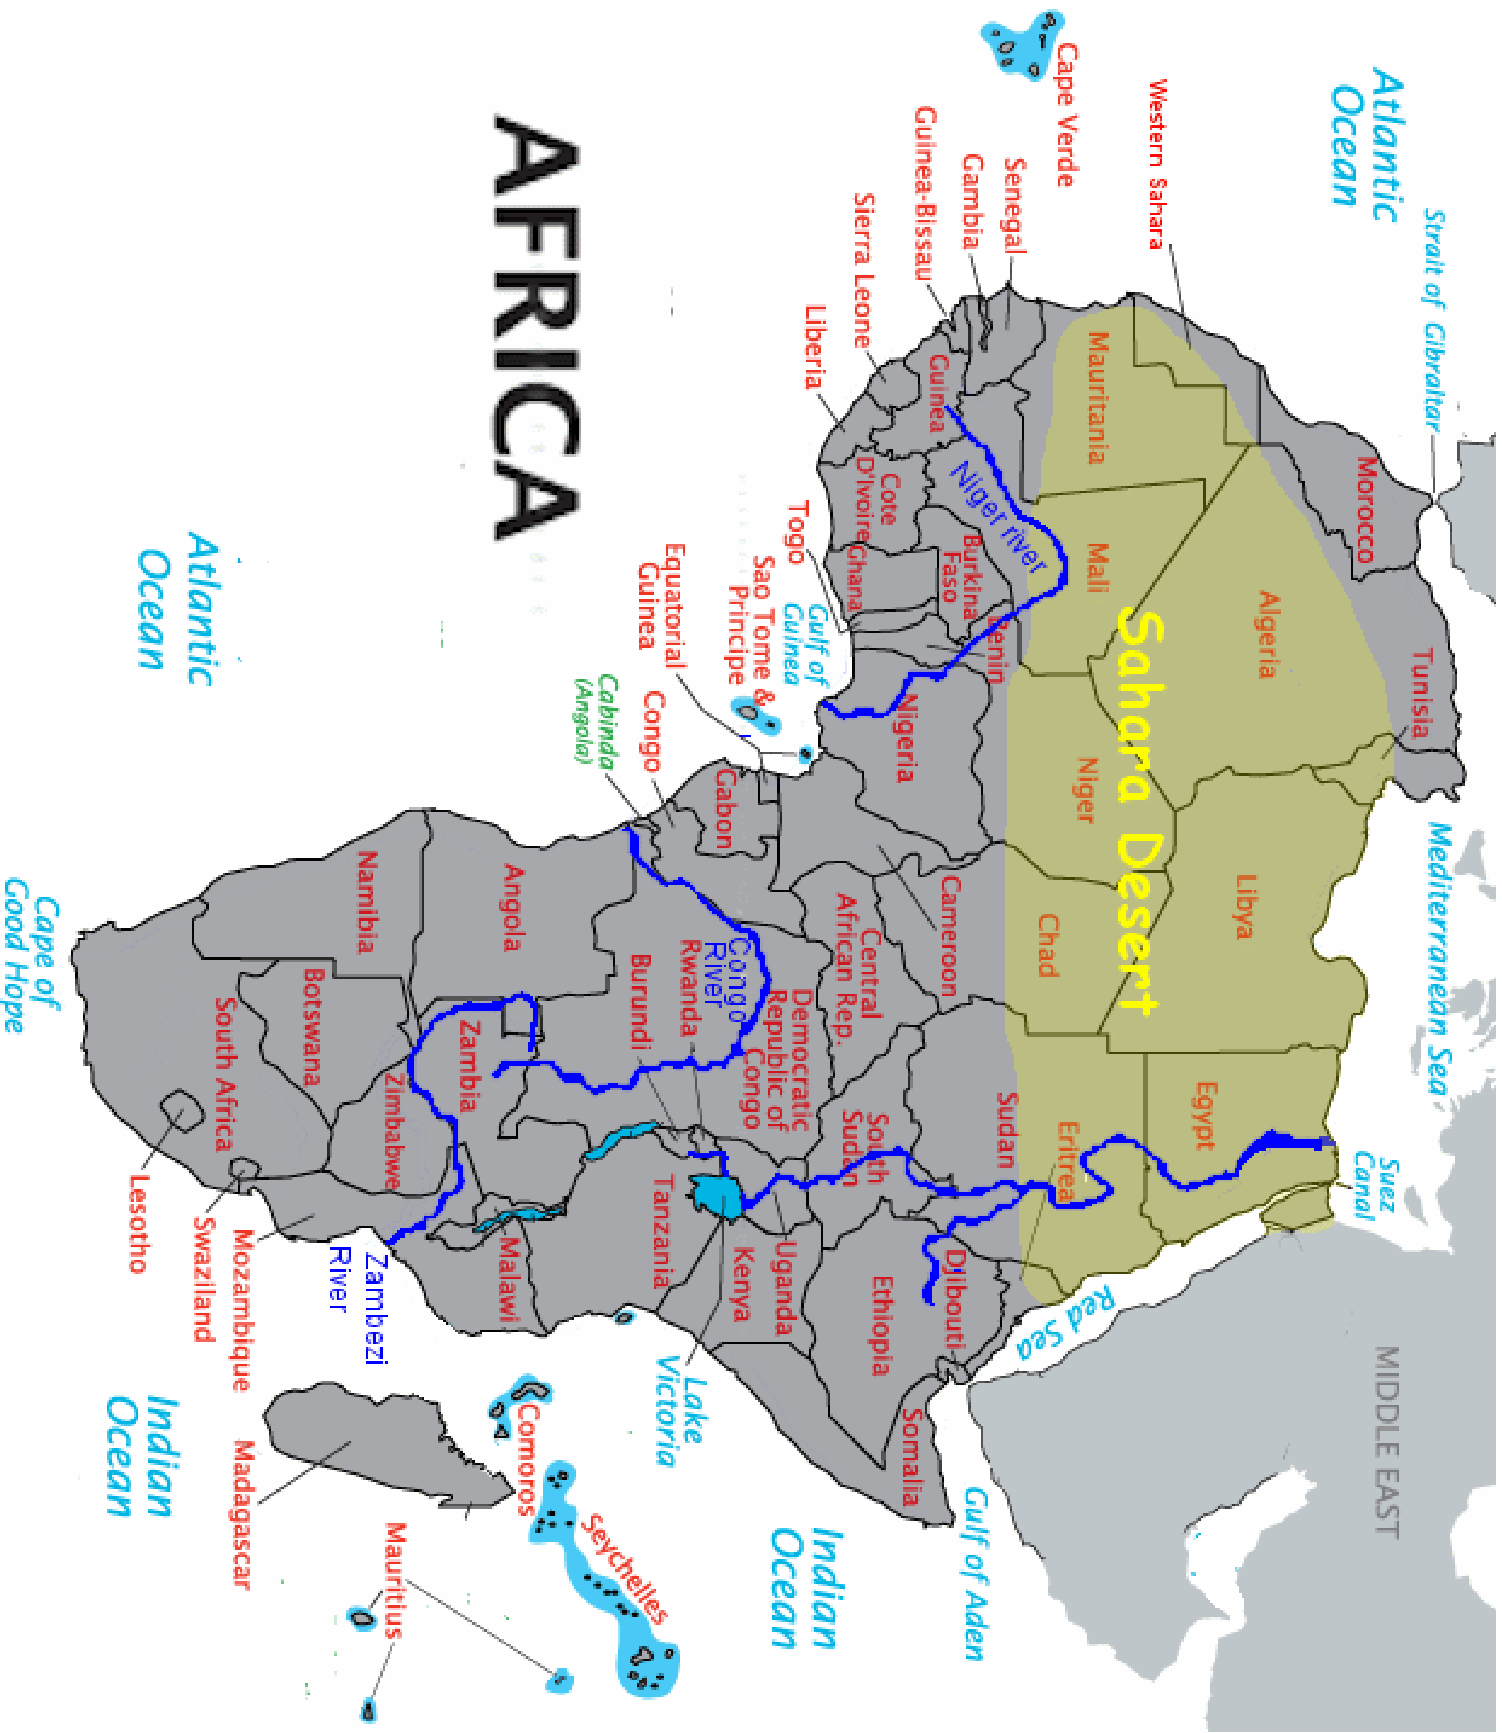 Strait of Gibraltar
Atlantic
Ocean
Mediterranean Sea
MIDDLE EAST
Suez
Canal
Morocco
Tunisia
Algeria
Libya
Egypt
Western Sahara
Sahara Desert
Cape Verde
Mauritania
Mali
Niger
Chad
Eritrea
Red Sea
Senegal
Gambia
Guinea-Bissau
Guinea
Sierra Leone
Liberia
Niger river
Burkina
Faso
Benin
Cote
D'Ivoire
Ghana
Togo
Nigeria
Cameroon
Sudan
Djibouti
Gulf of Aden
Somalia
Ethiopia
South
Sudan
Central
African Rep.
Gulf of
Guinea
Sao Tome &
Principe
Equatorial
Guinea
Gabon
Congo
Cabinda
(Angola)
Democratic
Republic of
Congo
Congo
River
Rwanda
Burundi
Uganda
Kenya
Tanzania
Lake
Victoria
Indian
Ocean
Seychelles
Comoros
AFRICA
Angola
Zambia
Malawi
Zambezi
River
Namibia
Botswana
Zimbabwe
South Africa
Mozambique
Swaziland
Lesotho
Madagascar
Mauritius
Atlantic
Ocean
Indian
Ocean
Cape of
Good Hope